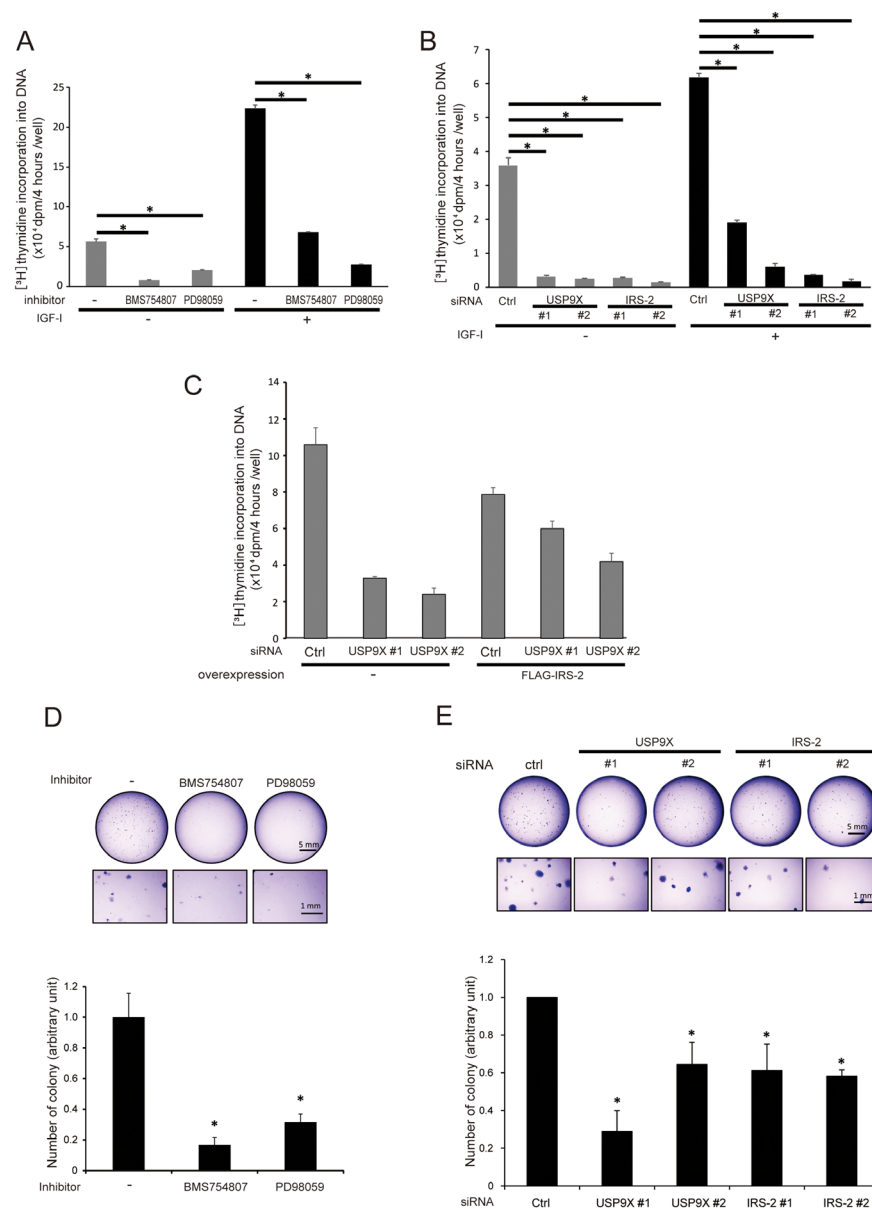 A
[³H] thymidine incorporation into DNA
(x10⁴ dpm/4 hours /well)
25
20
15
10
5
0
*
*
*
*
inhibitor
- BMS754807 PD98059 - BMS754807 PD98059
IGF-I
- +
B
[³H] thymidine incorporation into DNA
(x10⁴ dpm/4 hours /well)
7
6
5
4
3
2
1
0
*
*
*
*
*
*
*
*
siRNA
Ctrl USP9X IRS-2 Ctrl USP9X IRS-2
#1 #2 #1 #2 #1 #2 #1 #2
IGF-I
- +
C
[³H] thymidine incorporation into DNA
(x10⁴ dpm/4 hours /well)
14
12
10
8
6
4
2
0
siRNA
Ctrl USP9X #1 USP9X #2 Ctrl USP9X #1 USP9X #2
overexpression
- FLAG-IRS-2
D
Inhibitor - BMS754807 PD98059
5 mm
1 mm
Number of colony (arbitrary unit)
1.2
1.0
0.8
0.6
0.4
0.2
0
*
*
Inhibitor - BMS754807 PD98059
E
USP9X IRS-2
siRNA ctrl #1 #2 #1 #2
5 mm
1 mm
Number of colony (arbitrary unit)
1.2
1.0
0.8
0.6
0.4
0.2
0
*
*
*
*
siRNA Ctrl USP9X #1 USP9X #2 IRS-2 #1 IRS-2 #2